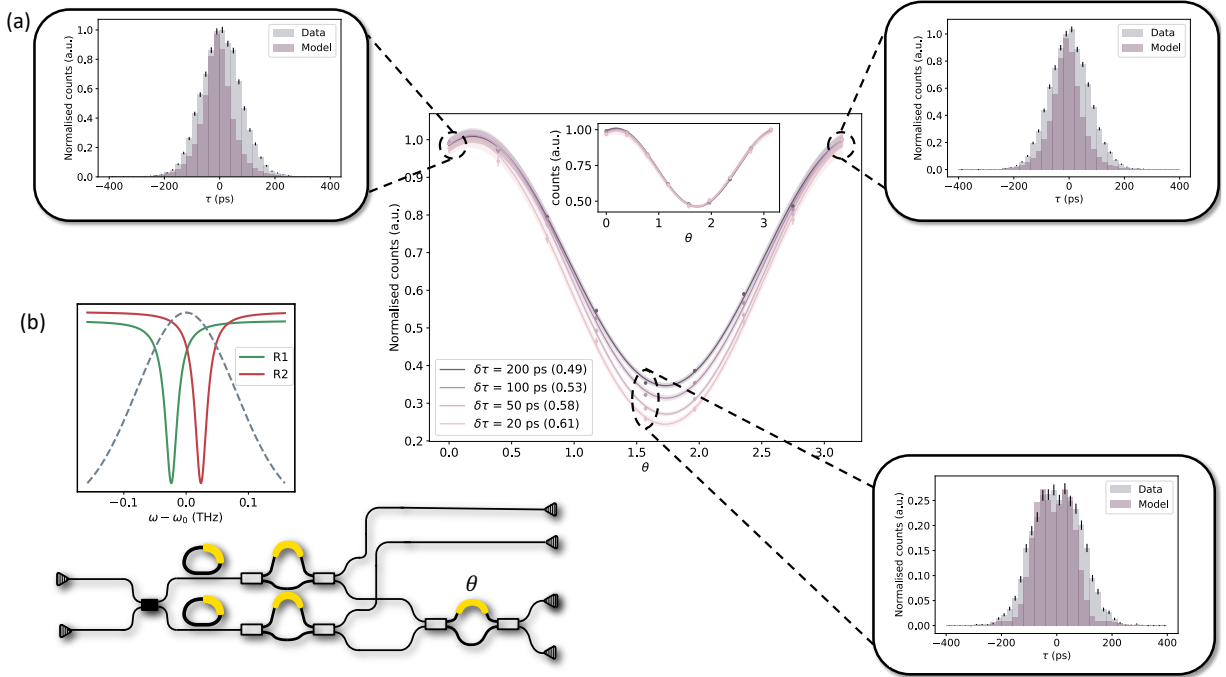 (a)
Normalised counts (a.u.)
1.0
0.8
0.6
0.4
0.2
0.0
−400 −200 0 200 400
τ (ps)
Data
Model
Normalised counts (a.u.)
1.0
0.8
0.6
0.4
0.2
0.0
−400 −200 0 200 400
τ (ps)
Data
Model
Normalised counts (a.u.)
1.0
0.9
0.8
0.7
0.6
0.5
0.4
0.3
0.2
0.0 0.5 1.0 1.5 2.0 2.5 3.0
θ
counts (a.u.)
1.00
0.75
0.50
0 1 2 3
θ
δτ = 200 ps (0.49)
δτ = 100 ps (0.53)
δτ = 50 ps (0.58)
δτ = 20 ps (0.61)
(b)
R1
R2
−0.1 0.0 0.1
ω − ω₀ (THz)
θ
Normalised counts (a.u.)
0.25
0.20
0.15
0.10
0.05
0.00
−400 −200 0 200 400
τ (ps)
Data
Model